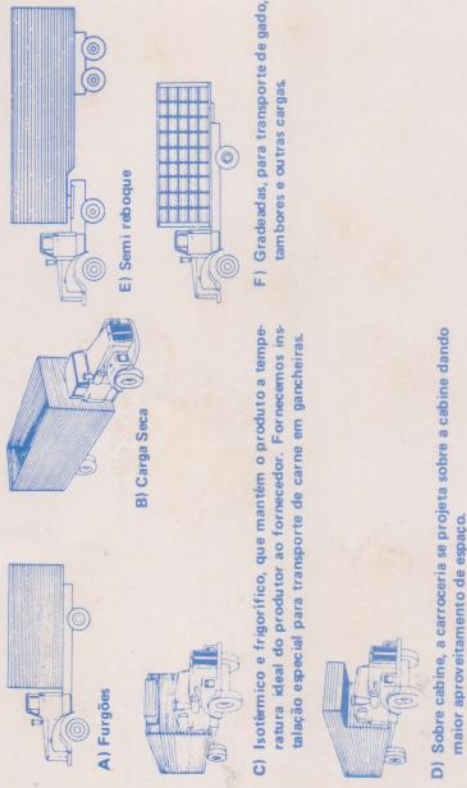 A) Furgões
B) Carga Seca
C) Isotérmico e frigorífico, que mantém o produto a tempe-
ratura ideal do produtor ao fornecedor. Fornecemos ins-
talação especial para transporte de carne em gancheiras.
D) Sobre cabine, a carroceria se projeta sobre a cabine dando
maior aproveitamento de espaço.
E) Semi raboque
F) Gradeadas, para transporte de gado,
tambores e outras cargas.